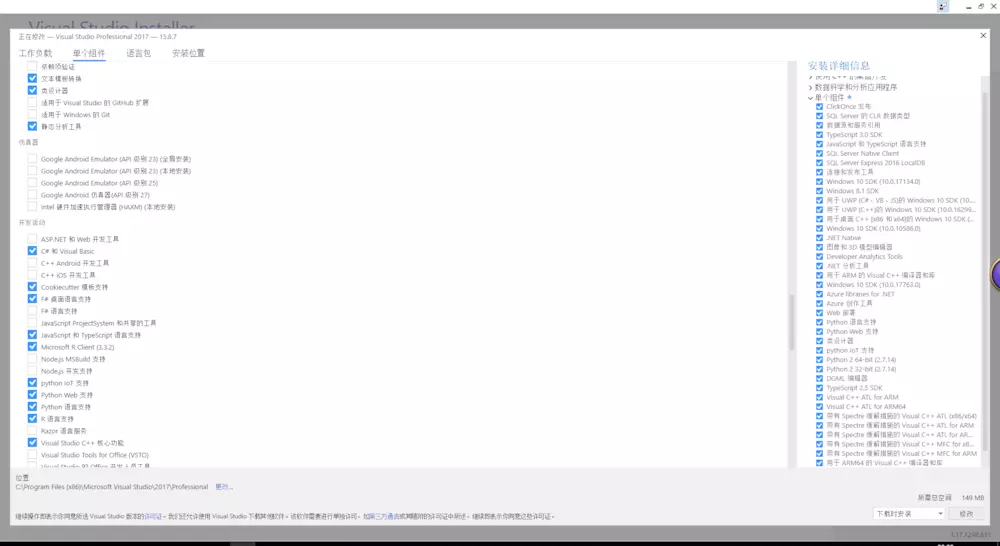 Visual Studio Installer
正在修改 — Visual Studio Professional 2017 — 15.8.7
工作负载 单个组件 语言包 安装位置
依赖项验证
文本模板转换
类设计器
适用于 Visual Studio 的 GitHub 扩展
适用于 Windows 的 Git
静态分析工具
仿真器
Google Android Emulator (API 级别 23) (全局安装)
Google Android Emulator (API 级别 23) (本地安装)
Google Android Emulator (API 级别 25)
Google Android 仿真器(API 级别 27)
Intel 硬件加速执行管理器 (HAXM) (本地安装)
开发活动
ASP.NET 和 Web 开发工具
C# 和 Visual Basic
C++ Android 开发工具
C++ iOS 开发工具
Cookiecutter 模板支持
F# 桌面语言支持
F# 语言支持
JavaScript ProjectSystem 和共享的工具
JavaScript 和 TypeScript 语言支持
Microsoft R Client (3.3.2)
Node.js MSBuild 支持
Node.js 开发支持
python IoT 支持
Python Web 支持
Python 语言支持
R 语言支持
Razor 语言服务
Visual Studio C++ 核心功能
Visual Studio Tools for Office (VSTO)
Visual Studio 的 Office 开发人员工具
安装详细信息
使用 C++ 的桌面开发
数据科学和分析应用程序
单个组件 *
ClickOnce 发布
SQL Server 的 CLR 数据类型
数据源和服务引用
TypeScript 3.0 SDK
JavaScript 和 TypeScript 语言支持
SQL Server Native Client
SQL Server Express 2016 LocalDB
连接和发布工具
Windows 10 SDK (10.0.17134.0)
Windows 8.1 SDK
用于 UWP (C#、VB、JS)的 Windows 10 SDK (10....
用于 UWP (C++)的 Windows 10 SDK (10.0.16299...
用于桌面 C++ [x86 和 x64]的 Windows 10 SDK (...
Windows 10 SDK (10.0.10586.0)
.NET Native
图像和 3D 模型编辑器
Developer Analytics Tools
.NET 分析工具
用于 ARM 的 Visual C++ 编译器和库
Windows 10 SDK (10.0.17763.0)
Azure libraries for .NET
Azure 创作工具
Web 部署
Python 语言支持
Python Web 支持
类设计器
python IoT 支持
Python 2 64-bit (2.7.14)
Python 2 32-bit (2.7.14)
DGML 编辑器
TypeScript 2.5 SDK
Visual C++ ATL for ARM
Visual C++ ATL for ARM64
带有 Spectre 缓解措施的 Visual C++ ATL (x86/x64)
带有 Spectre 缓解措施的 Visual C++ ATL for ARM
带有 Spectre 缓解措施的 Visual C++ ATL for AR...
带有 Spectre 缓解措施的 Visual C++ MFC for x8...
带有 Spectre 缓解措施的 Visual C++ MFC for ARM
用于 ARM64 的 Visual C++ 编译器和库
位置
C:\Program Files (x86)\Microsoft Visual Studio\2017\Professional 更改...
所需总空间 149 MB
继续操作即表示你同意所选 Visual Studio 版本的许可证。我们还允许使用 Visual Studio 下载其他软件。该软件需要进行单独许可，如第三方通告或其随附的许可证中所述。继续即表示你同意这些许可证。
下载时安装 修改
1.17.1248.831